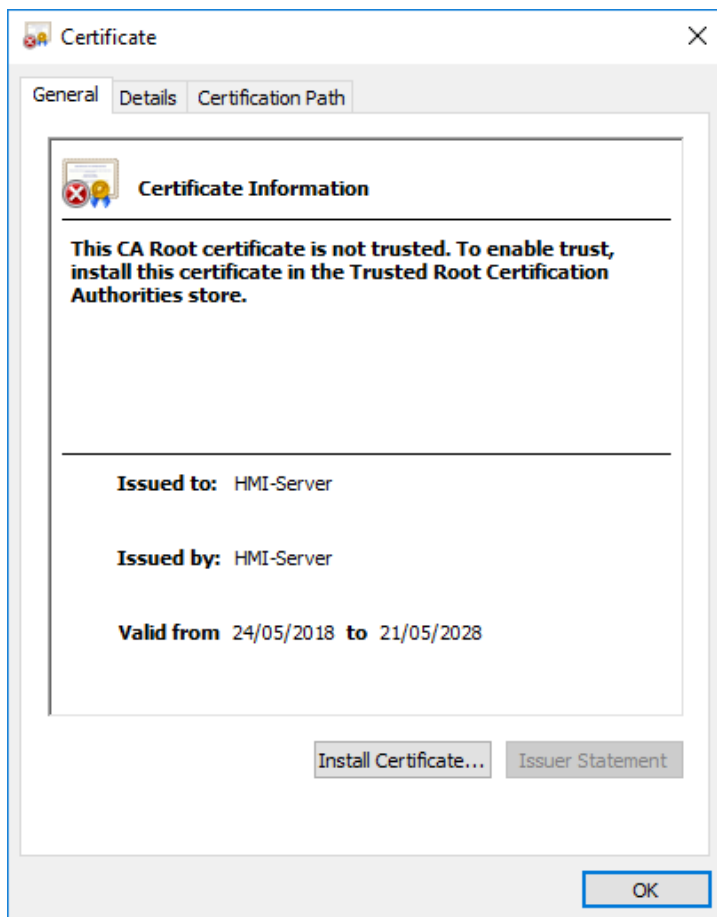 Certificate
General Details Certification Path
Certificate Information
This CA Root certificate is not trusted. To enable trust,
install this certificate in the Trusted Root Certification
Authorities store.
Issued to: HMI-Server
Issued by: HMI-Server
Valid from 24/05/2018 to 21/05/2028
Install Certificate... Issuer Statement
OK